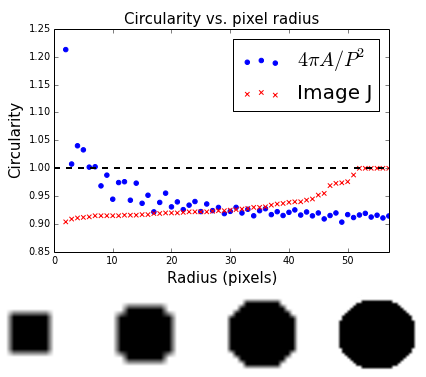 Circularity vs. pixel radius
1.25
1.20
1.15
1.10
1.05
1.00
0.95
0.90
0.85
Circularity
4πA/P²
Image J
0 10 20 30 40 50
Radius (pixels)